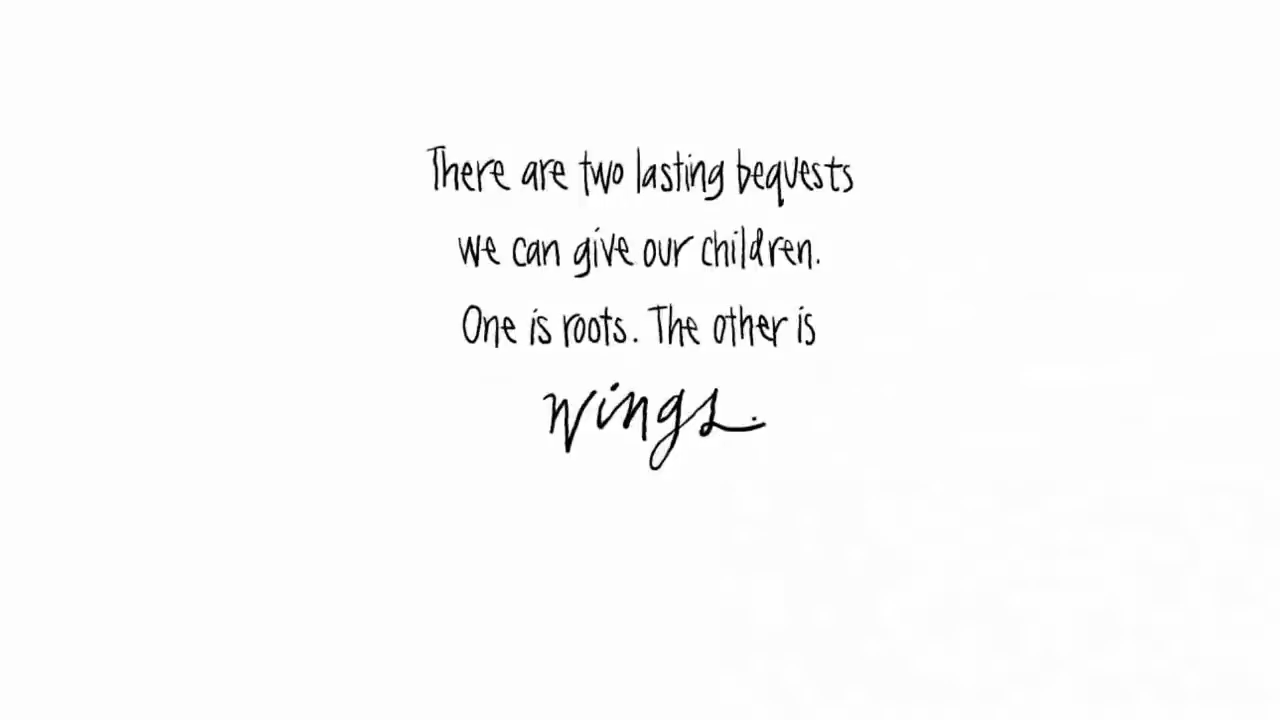 There are two lasting bequests
we can give our children.
One is roots. The other is
wings.